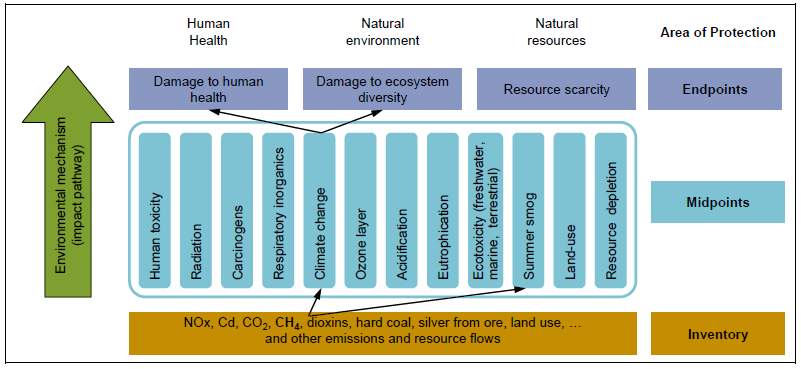 Human
Health
Natural
environment
Natural
resources
Area of Protection
Damage to human
health
Damage to ecosystem
diversity
Resource scarcity
Endpoints
Environmental mechanism
(impact pathway)
Human toxicity
Radiation
Carcinogens
Respiratory inorganics
Climate change
Ozone layer
Acidification
Eutrophication
Ecotoxicity (freshwater,
marine, terrestrial)
Summer smog
Land-use
Resource depletion
Midpoints
NOx, Cd, CO₂, CH₄, dioxins, hard coal, silver from ore, land use, …
and other emissions and resource flows
Inventory